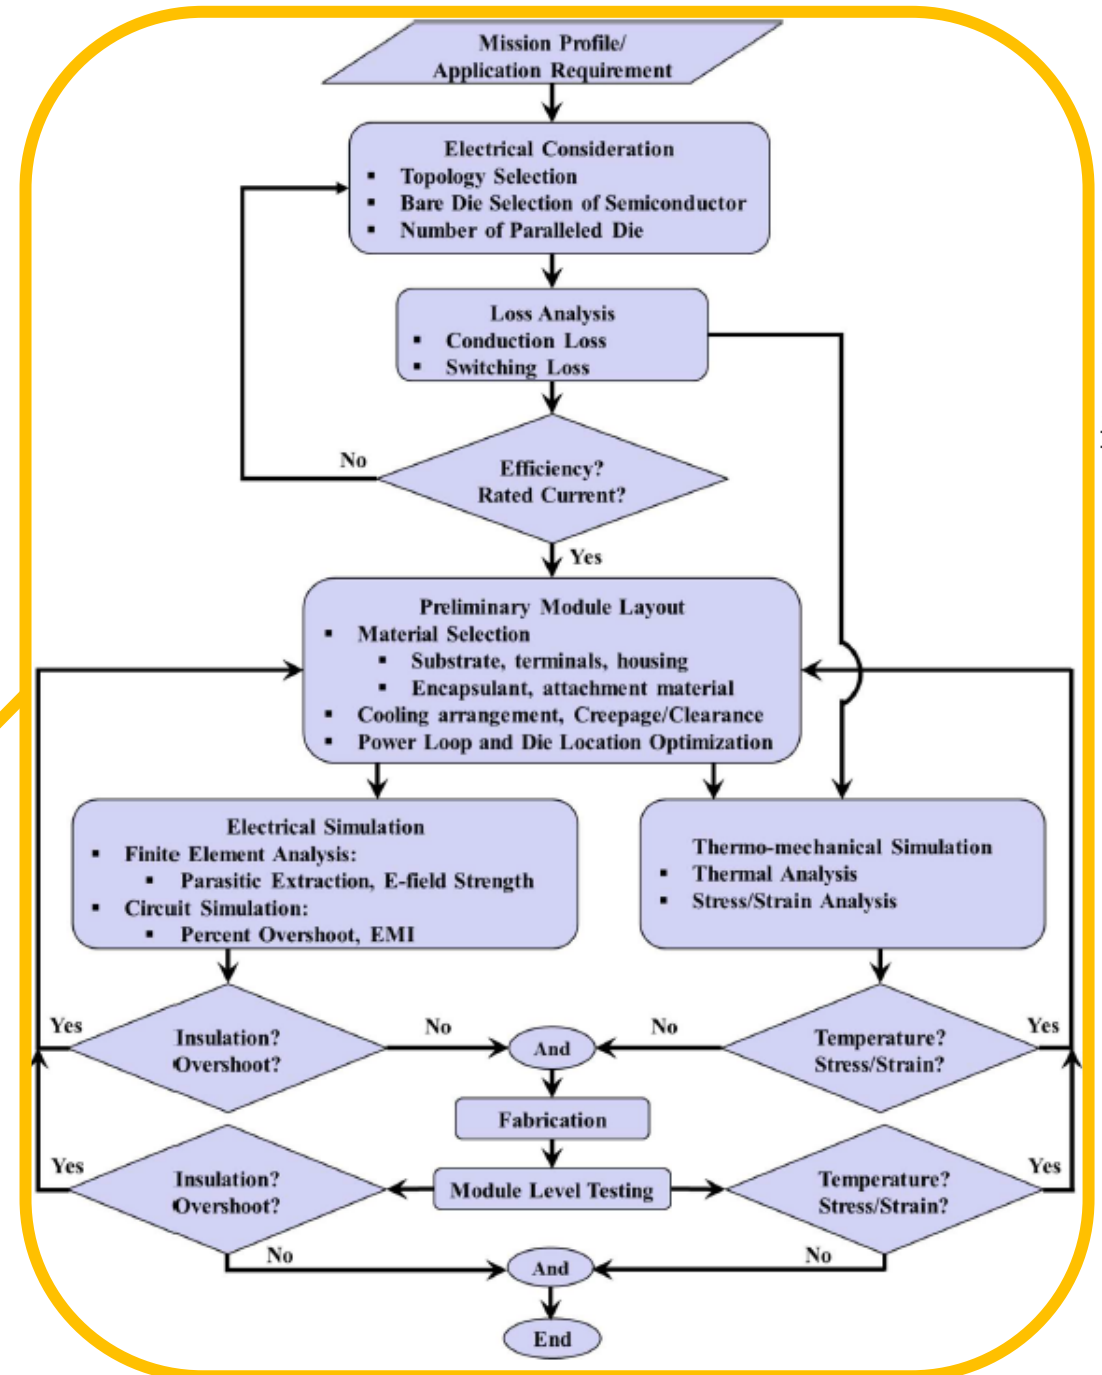 Mission Profile/
Application Requirement
Electrical Consideration
▪ Topology Selection
▪ Bare Die Selection of Semiconductor
▪ Number of Paralleled Die
Loss Analysis
▪ Conduction Loss
▪ Switching Loss
No
Efficiency?
Rated Current?
Yes
Preliminary Module Layout
▪ Material Selection
▪ Substrate, terminals, housing
▪ Encapsulant, attachment material
▪ Cooling arrangement, Creepage/Clearance
▪ Power Loop and Die Location Optimization
Electrical Simulation
▪ Finite Element Analysis:
▪ Parasitic Extraction, E-field Strength
▪ Circuit Simulation:
▪ Percent Overshoot, EMI
Thermo-mechanical Simulation
▪ Thermal Analysis
▪ Stress/Strain Analysis
Yes
Insulation?
Overshoot?
No
And
No
Temperature?
Stress/Strain?
Yes
Fabrication
Yes
Insulation?
Overshoot?
Module Level Testing
Temperature?
Stress/Strain?
Yes
No
And
No
End